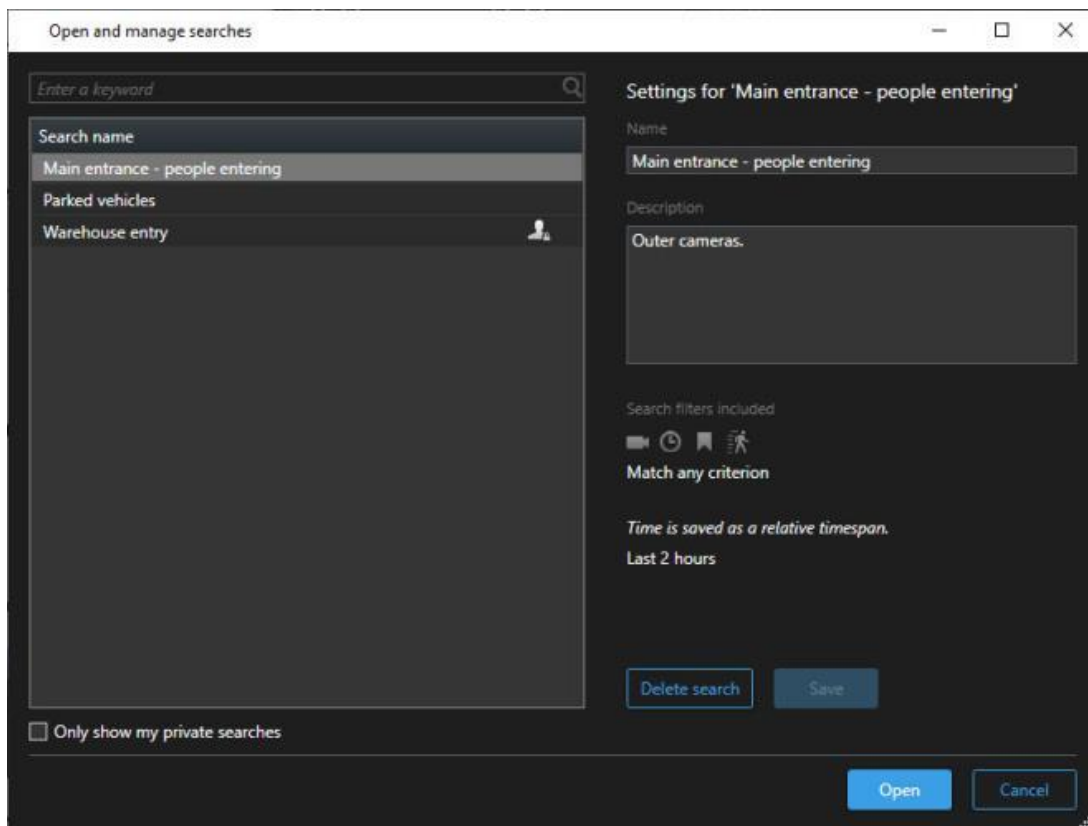 Open and manage searches
Enter a keyword
Search name
Main entrance - people entering
Parked vehicles
Warehouse entry
Only show my private searches
Settings for 'Main entrance - people entering'
Name
Main entrance - people entering
Description
Outer cameras.
Search filters included
Match any criterion
Time is saved as a relative timespan.
Last 2 hours
Delete search
Save
Open
Cancel